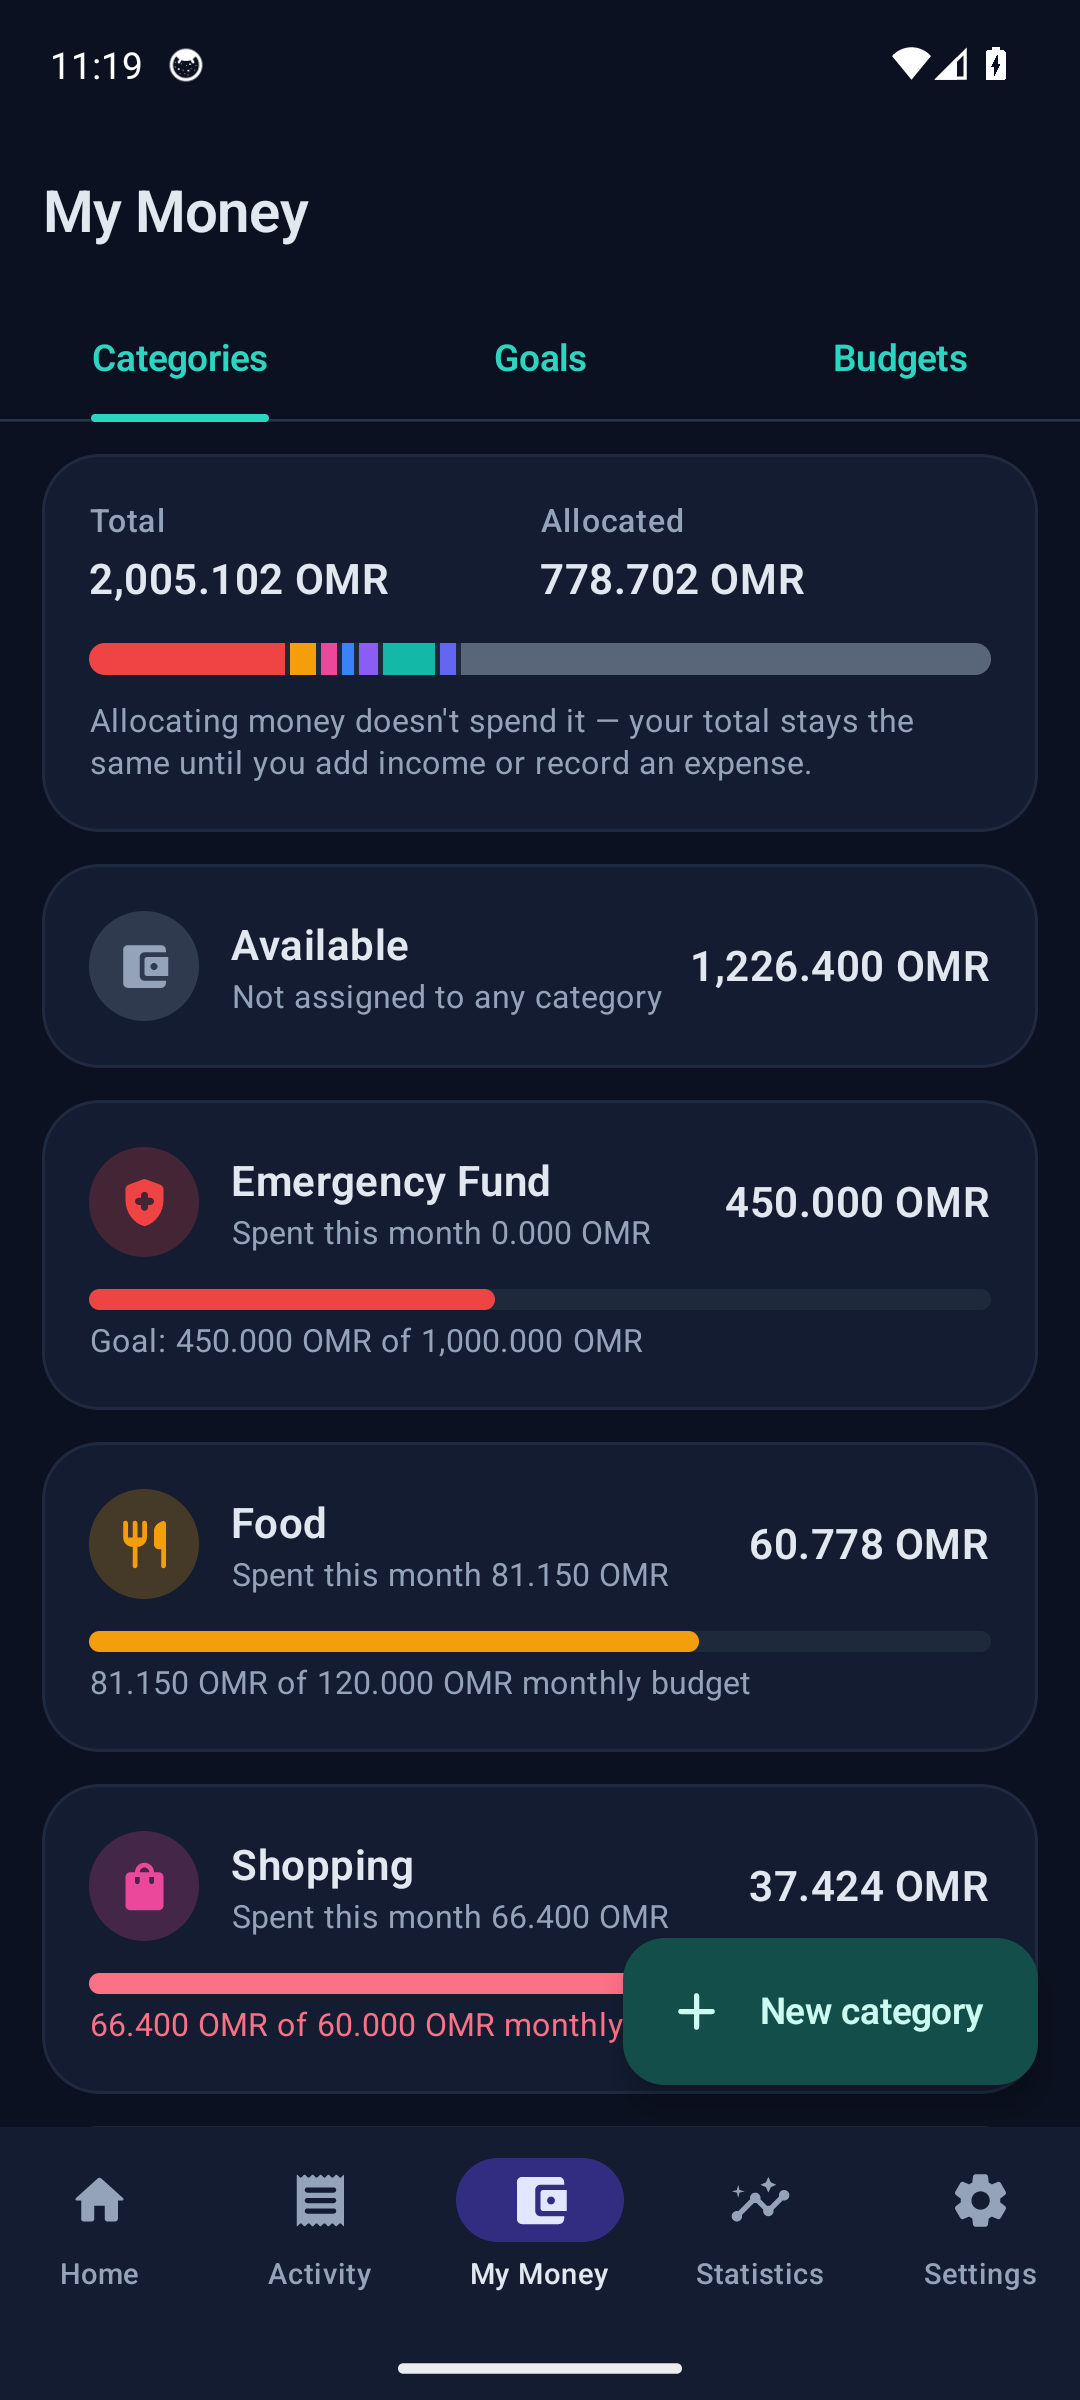 11:19
My Money
Categories
Goals
Budgets
Total
Allocated
2,005.102 OMR
778.702 OMR
Allocating money doesn't spend it — your total stays the
same until you add income or record an expense.
Available
Not assigned to any category
1,226.400 OMR
Emergency Fund
Spent this month 0.000 OMR
450.000 OMR
Goal: 450.000 OMR of 1,000.000 OMR
Food
Spent this month 81.150 OMR
60.778 OMR
81.150 OMR of 120.000 OMR monthly budget
Shopping
Spent this month 66.400 OMR
37.424 OMR
66.400 OMR of 60.000 OMR monthly
New category
Home
Activity
My Money
Statistics
Settings